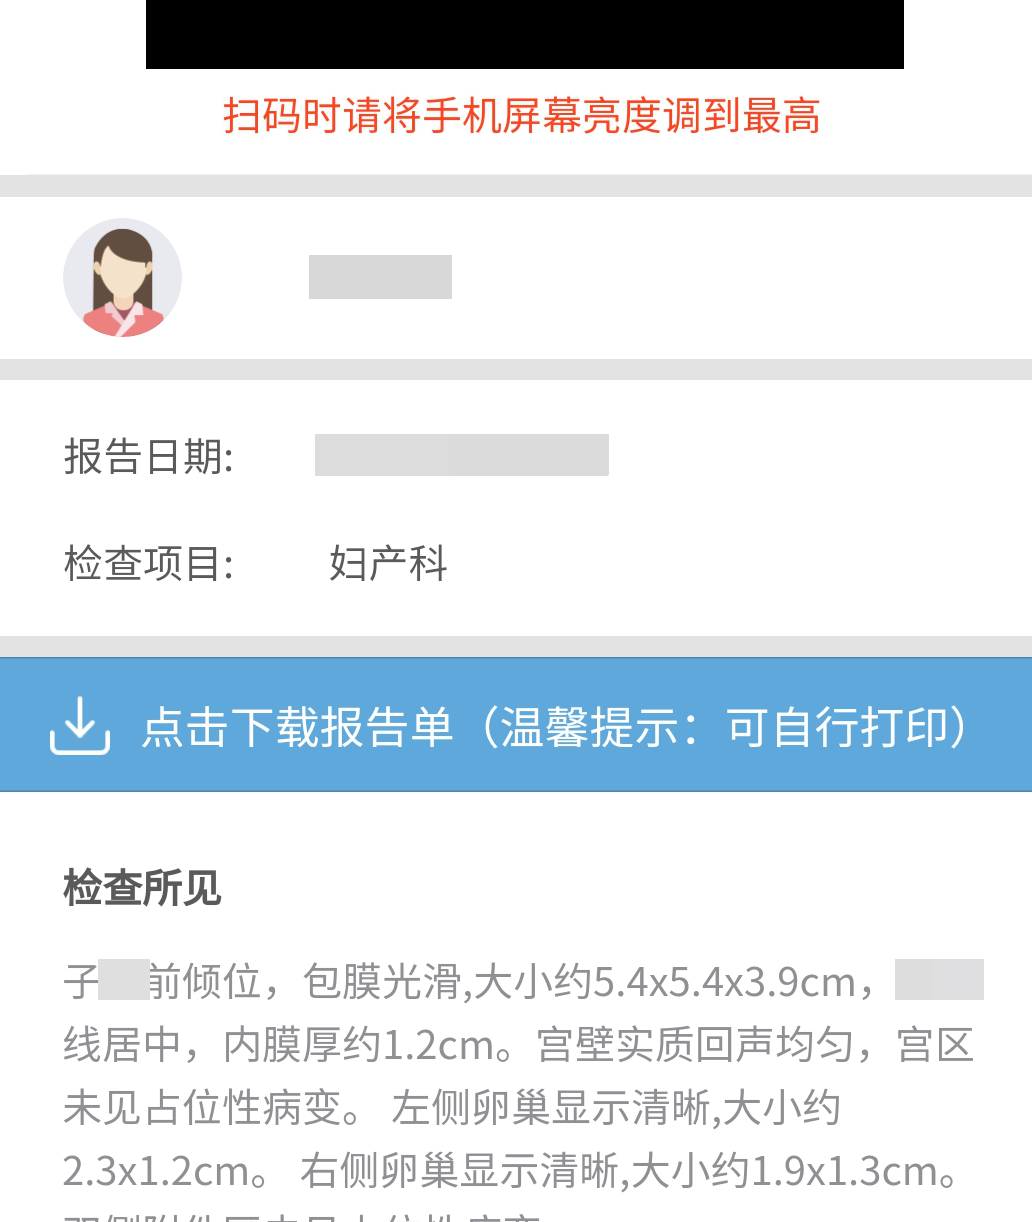 扫码时请将手机屏幕亮度调到最高
报告日期:
检查项目: 妇产科
点击下载报告单（温馨提示：可自行打印）
检查所见
子 前倾位，包膜光滑,大小约5.4x5.4x3.9cm，
线居中，内膜厚约1.2cm。宫壁实质回声均匀，宫区
未见占位性病变。 左侧卵巢显示清晰,大小约
2.3x1.2cm。 右侧卵巢显示清晰,大小约1.9x1.3cm。